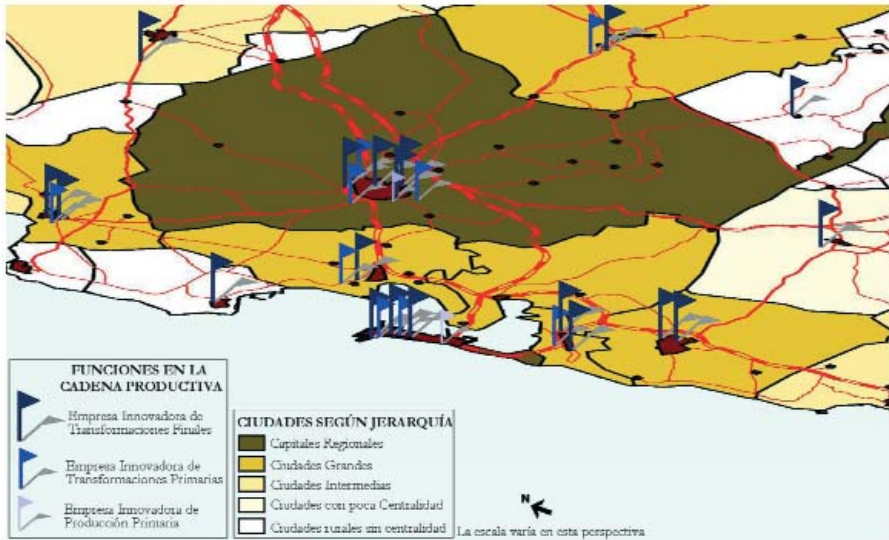 FUNCIONES EN LA
CADENA PRODUCTIVA
Empresa Innovadora de
Transformaciones Finales
Empresa Innovadora de
Transformaciones Primarias
Empresa Innovadora de
Producción Primaria
CIUDADES SEGÚN JERARQUÍA
Capitales Regionales
Ciudades Grandes
Ciudades Intermedias
Ciudades con poca Centralidad
Ciudades rurales sin centralidad
N
La escala varía en esta perspectiva